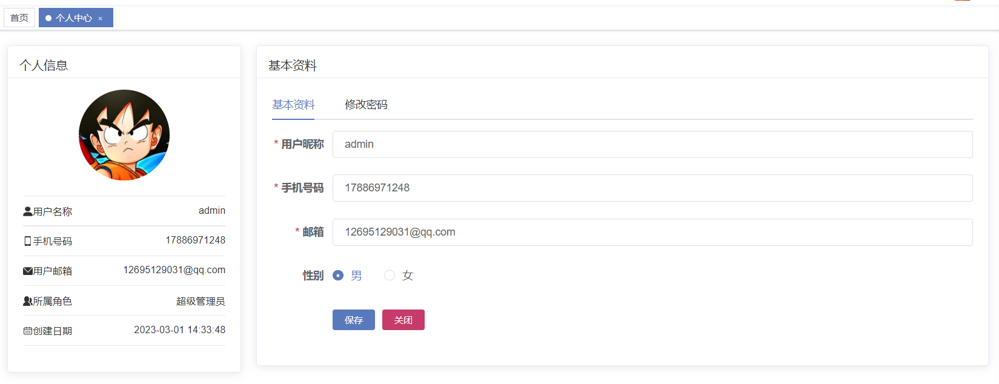 首页
个人中心 ×
个人信息
用户名称 admin
手机号码 17886971248
用户邮箱 12695129031@qq.com
所属角色 超级管理员
创建日期 2023-03-01 14:33:48
基本资料
基本资料 修改密码
* 用户昵称 admin
* 手机号码 17886971248
* 邮箱 12695129031@qq.com
性别 男 女
保存 关闭